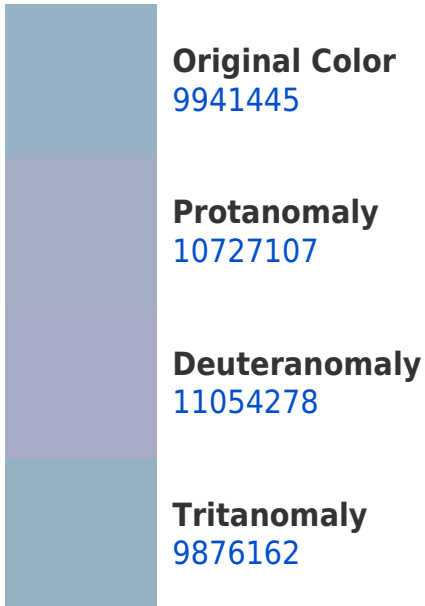 Original Color
9941445
Protanomaly
10727107
Deuteranomaly
11054278
Tritanomaly
9876162